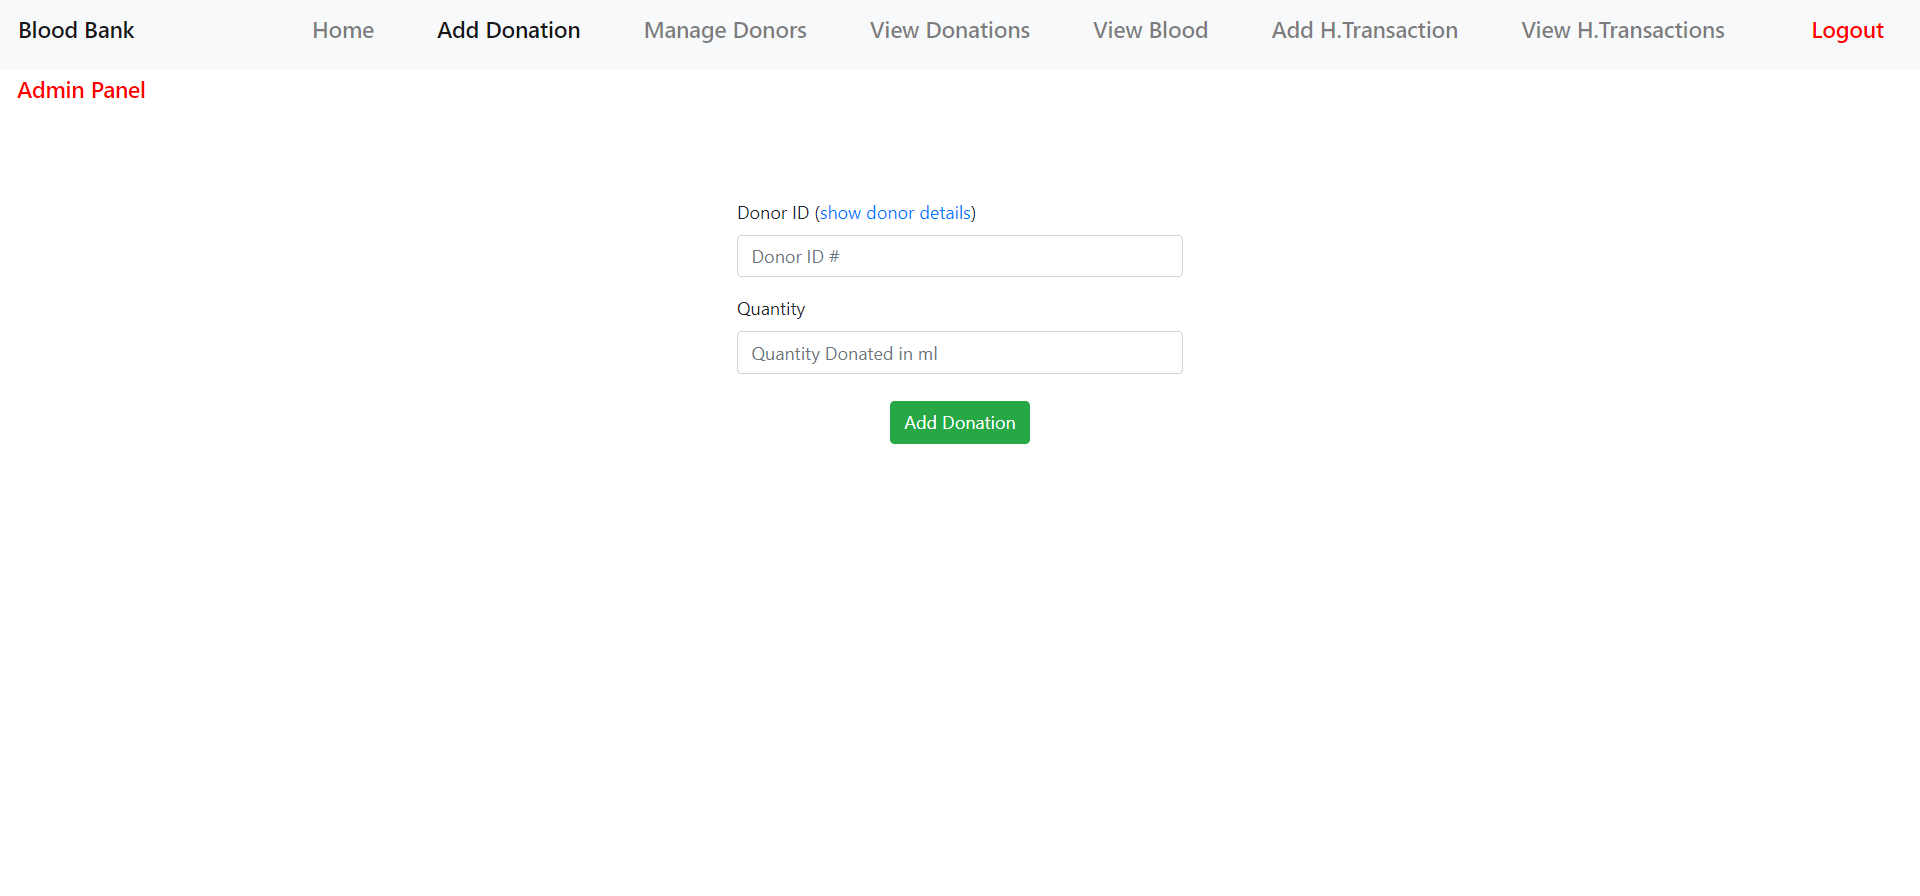 Blood Bank Home Add Donation Manage Donors View Donations View Blood Add H.Transaction View H.Transactions Logout
Admin Panel
Donor ID (show donor details)
Donor ID #
Quantity
Quantity Donated in ml
Add Donation